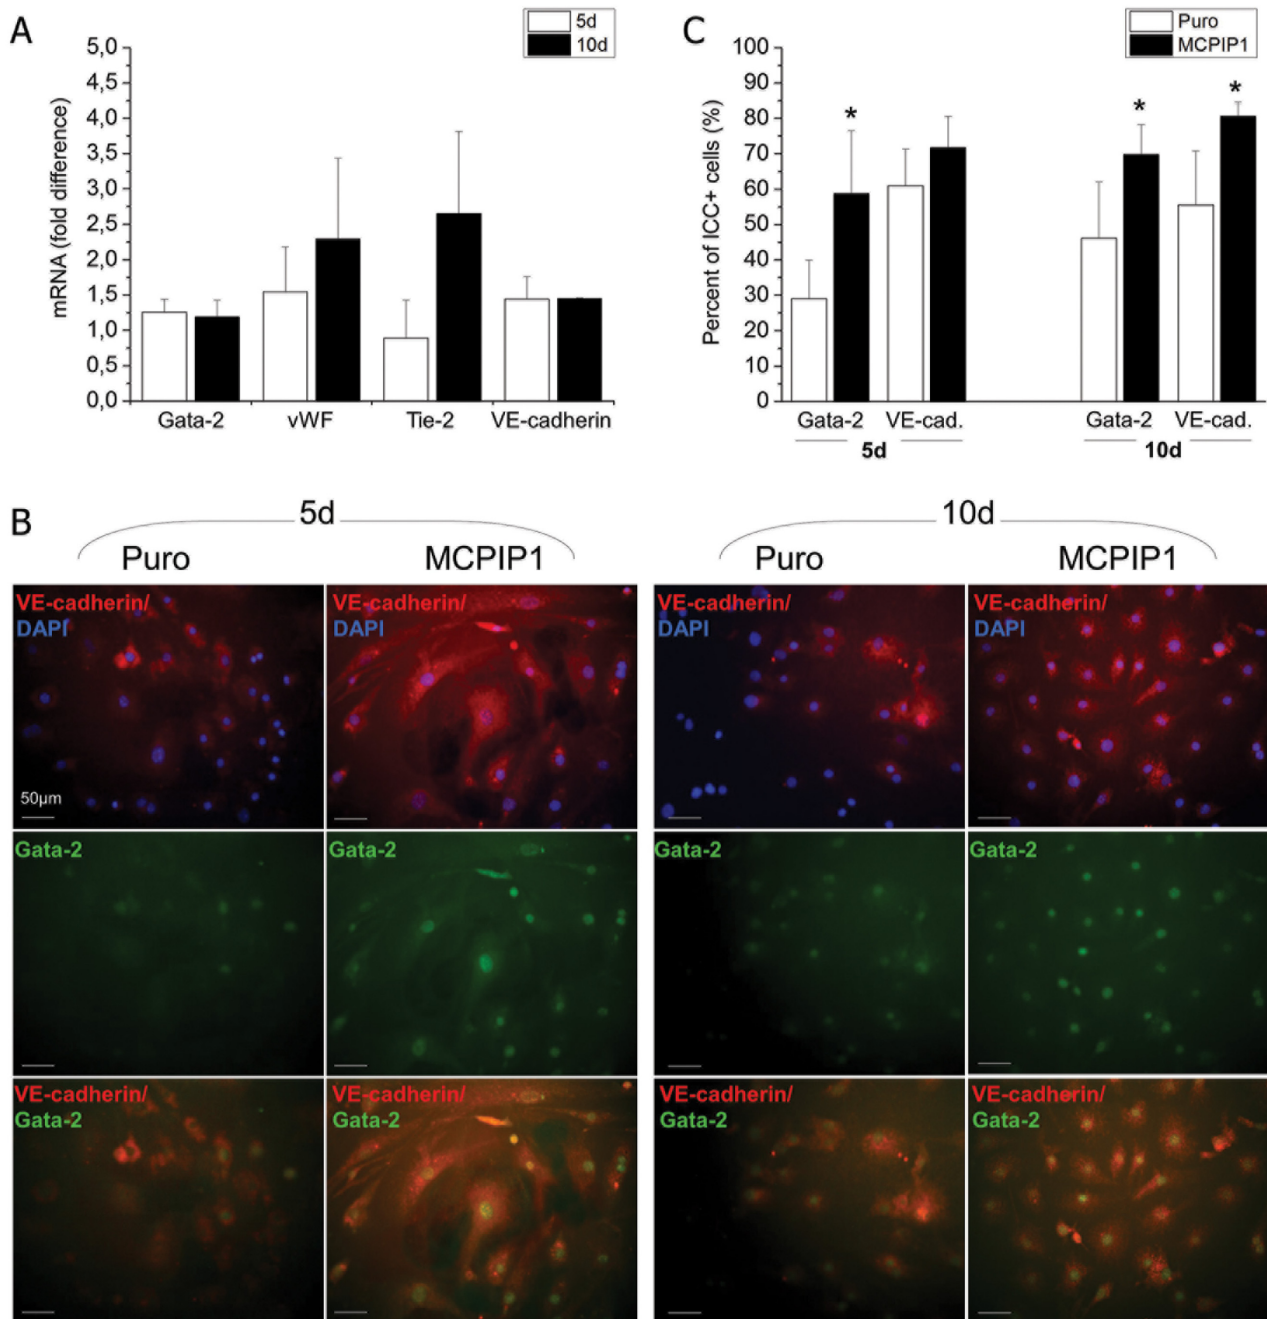 A
5d
10d
5,0
4,5
4,0
3,5
3,0
2,5
2,0
1,5
1,0
0,5
0,0
mRNA (fold difference)
Gata-2 vWF Tie-2 VE-cadherin
C
Puro
MCPIP1
100
90
80
70
60
50
40
30
20
10
0
Percent of ICC+ cells (%)
*
*
*
Gata-2 VE-cad. Gata-2 VE-cad.
5d 10d
B
5d 10d
Puro MCPIP1 Puro MCPIP1
VE-cadherin/ VE-cadherin/ VE-cadherin/ VE-cadherin/
DAPI DAPI DAPI DAPI
50µm
Gata-2 Gata-2 Gata-2 Gata-2
VE-cadherin/ VE-cadherin/ VE-cadherin/ VE-cadherin/
Gata-2 Gata-2 Gata-2 Gata-2